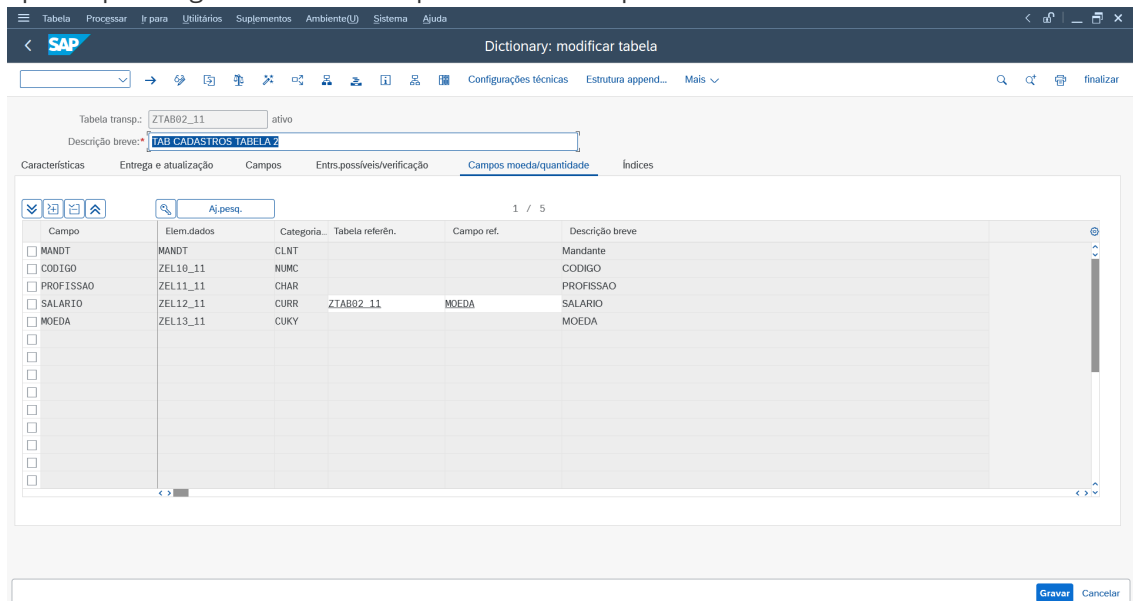 Tabela Processar Ir para Utilitários Suplementos Ambiente(U) Sistema Ajuda
SAP Dictionary: modificar tabela
Configurações técnicas Estrutura append... Mais finalizar
Tabela transp.: ZTAB02_11 ativo
Descrição breve:* TAB CADASTROS TABELA 2
Características Entrega e atualização Campos Entrs.possíveis/verificação Campos moeda/quantidade Índices
Aj.pesq. 1 / 5
Campo Elem.dados Categoria... Tabela referên. Campo ref. Descrição breve
MANDT MANDT CLNT Mandante
CODIGO ZEL10_11 NUMC CODIGO
PROFISSAO ZEL11_11 CHAR PROFISSAO
SALARIO ZEL12_11 CURR ZTAB02_11 MOEDA SALARIO
MOEDA ZEL13_11 CUKY MOEDA
Gravar Cancelar